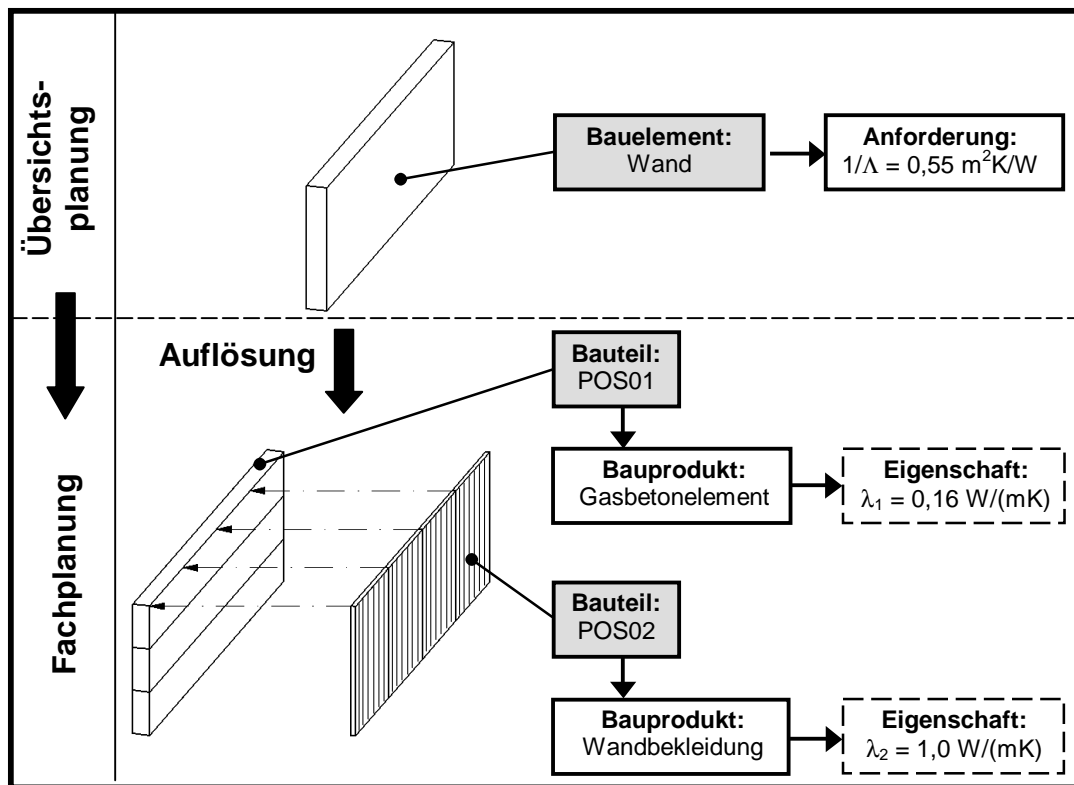 Übersichts-
planung
Bauelement:
Wand
Anforderung:
1/Λ = 0,55 m²K/W
Auflösung
Fachplanung
Bauteil:
POS01
Bauprodukt:
Gasbetonelement
Eigenschaft:
λ₁ = 0,16 W/(mK)
Bauteil:
POS02
Bauprodukt:
Wandbekleidung
Eigenschaft:
λ₂ = 1,0 W/(mK)